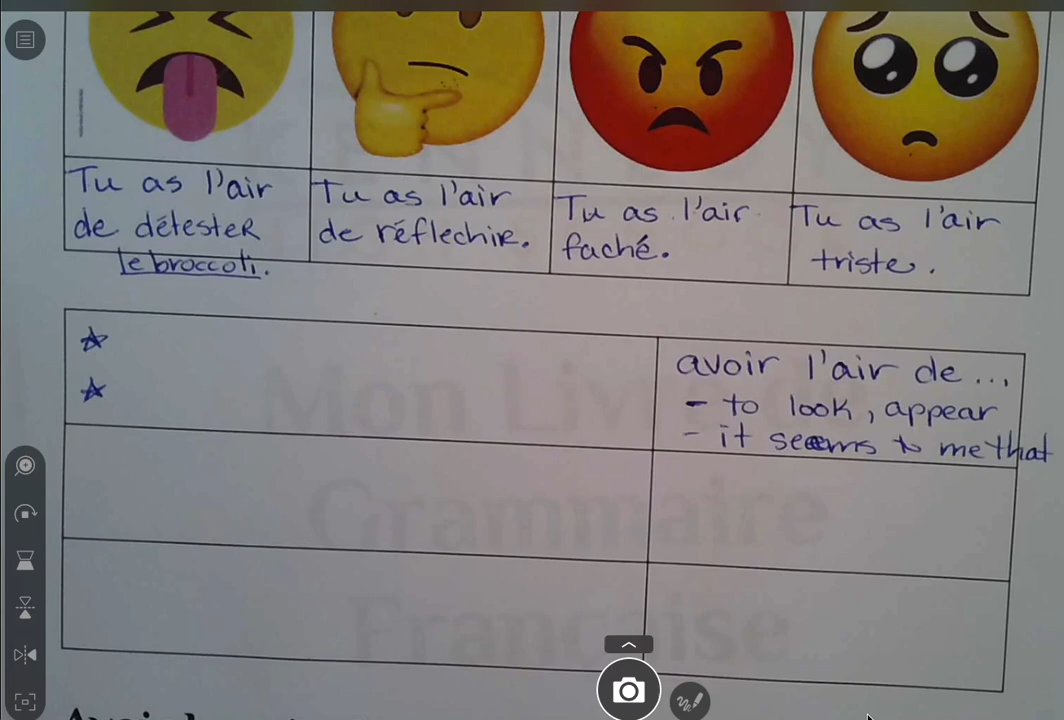 Tu as l'air
de détester
le broccoli.
Tu as l'air
de réflechir.
Tu as l'air
faché.
Tu as l'air
triste.
avoir l'air de...
- to look, appear
- it seems to me that
Mon Livre de
Grammaire
Française